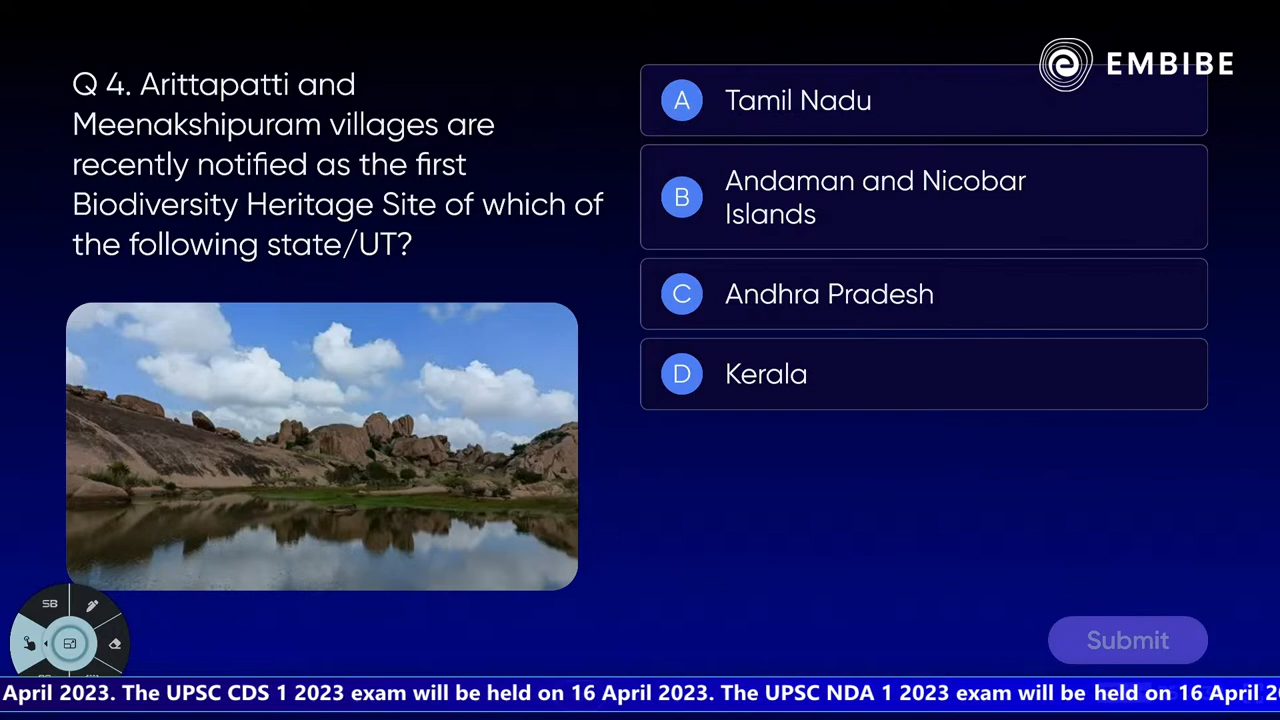 EMBIBE
Q 4. Arittapatti and
Meenakshipuram villages are
recently notified as the first
Biodiversity Heritage Site of which of
the following state/UT?
A Tamil Nadu
B Andaman and Nicobar
Islands
C Andhra Pradesh
D Kerala
SB
Submit
April 2023. The UPSC CDS 1 2023 exam will be held on 16 April 2023. The UPSC NDA 1 2023 exam will be held on 16 April